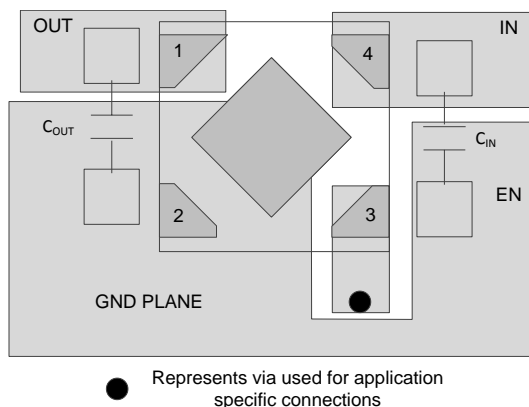 OUT
IN
1
4
COUT
CIN
2
3
EN
GND PLANE
Represents via used for application
specific connections